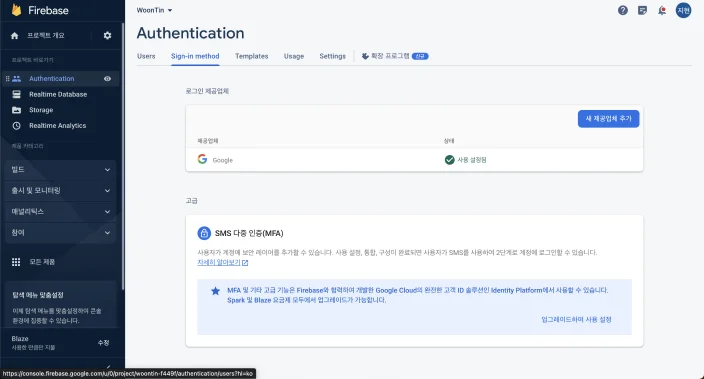 Firebase
WoonTin
지현
프로젝트 개요
Authentication
Users
Sign-in method
Templates
Usage
Settings
확장 프로그램
신규
프로젝트 바로가기
Authentication
Realtime Database
Storage
Realtime Analytics
제품 카테고리
빌드
출시 및 모니터링
애널리틱스
참여
모든 제품
탐색 메뉴 맞춤설정
이제 탐색 메뉴를 맞춤설정하여 콘솔
환경에 집중할 수 있습니다.
Blaze
사용한 만큼만 지불
수정
로그인 제공업체
새 제공업체 추가
제공업체
상태
Google
사용 설정됨
고급
SMS 다중 인증(MFA)
사용자가 계정에 보안 레이어를 추가할 수 있습니다. 사용 설정, 통합, 구성이 완료되면 사용자가 SMS를 사용하여 2단계로 계정에 로그인할 수 있습니다.
자세히 알아보기
MFA 및 기타 고급 기능은 Firebase와 협력하여 개발한 Google Cloud의 완전한 고객 ID 솔루션인 Identity Platform에서 사용할 수 있습니다.
Spark 및 Blaze 요금제 모두에서 업그레이드가 가능합니다.
업그레이드하여 사용 설정
https://console.firebase.google.com/u/0/project/woontin-f449f/authentication/users?hl=ko